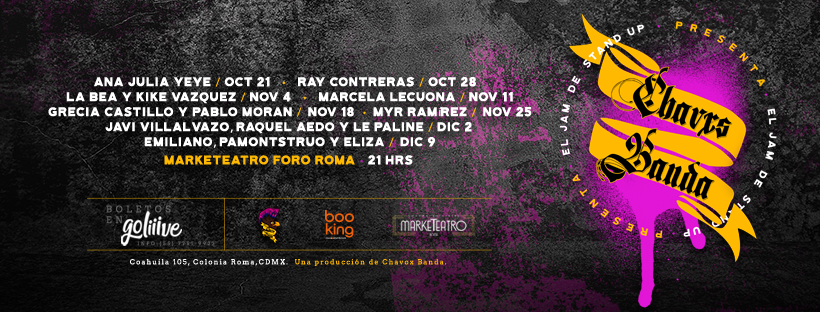 ANA JULIA YEYE / OCT 21 · RAY CONTRERAS / OCT 28
LA BEA Y KIKE VAZQUEZ / NOV 4 · MARCELA LECUONA / NOV 11
GRECIA CASTILLO Y PABLO MORAN / NOV 18 · MYR RAMIREZ / NOV 25
JAVI VILLALVAZO, RAQUEL AEDO Y LE PALINE / DIC 2
EMILIANO, PAMONTSTRUO Y ELIZA / DIC 9
MARKETEATRO FORO ROMA 21 HRS
BOLETOS
EN
goliiive
boo
king
MARKETEATRO
Coahuila 105, Colonia Roma,CDMX. Una producción de Chavox Banda.
EL JAM DE STAND UP · PRESENTA
Chavxs
Banda
EL JAM DE STAND UP · PRESENTA